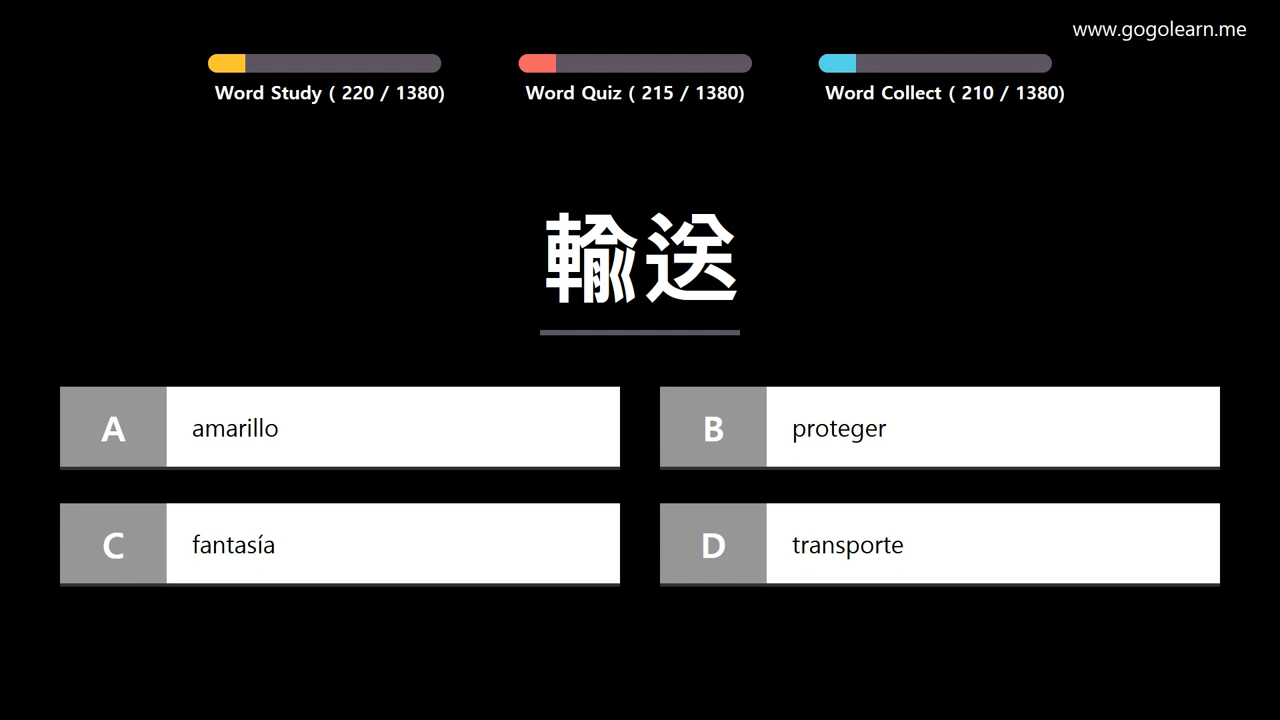 www.gogolearn.me
Word Study ( 220 / 1380)
Word Quiz ( 215 / 1380)
Word Collect ( 210 / 1380)
輸送
A amarillo
B proteger
C fantasía
D transporte